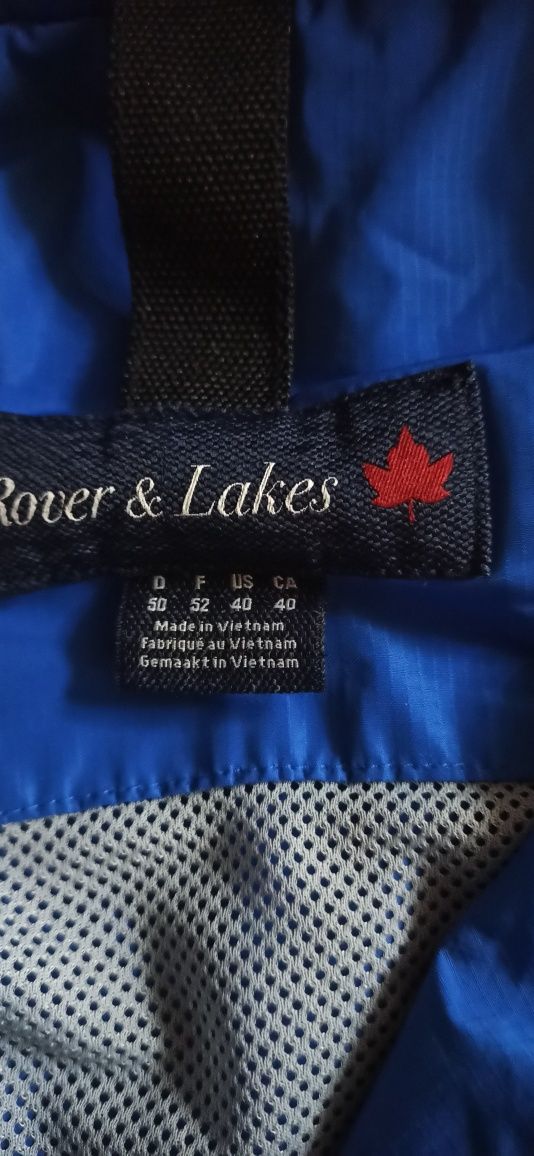 Rover & Lakes
D F US CA
50 52 40 40
Made in Vietnam
Fabriqué au Vietnam
Gemaakt in Vietnam